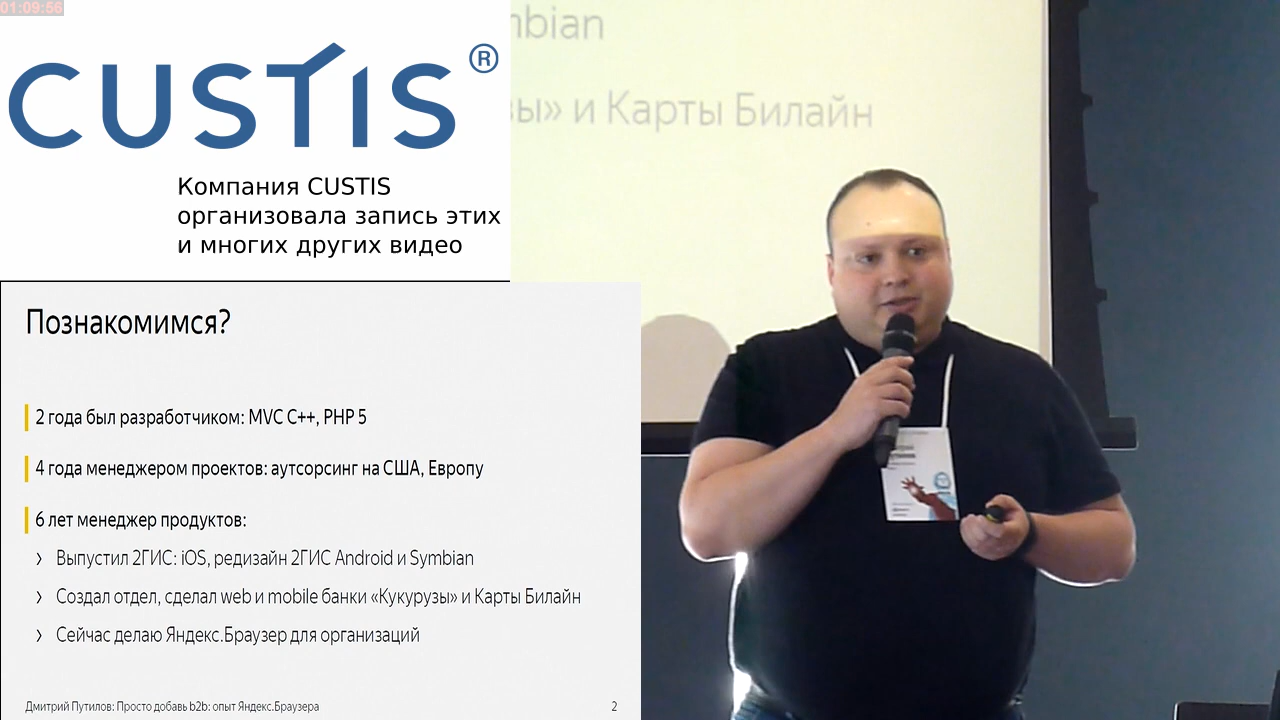 01:09:56
CUSTIS®
Компания CUSTIS
организовала запись этих
и многих других видео
Познакомимся?
2 года был разработчиком: MVC C++, PHP 5
4 года менеджером проектов: аутсорсинг на США, Европу
6 лет менеджер продуктов:
› Выпустил 2ГИС: iOS, редизайн 2ГИС Android и Symbian
› Создал отдел, сделал web и mobile банки «Кукурузы» и Карты Билайн
› Сейчас делаю Яндекс.Браузер для организаций
Дмитрий Путилов: Просто добавь b2b: опыт Яндекс.Браузера
2
mbian
зы» и Карты Билайн